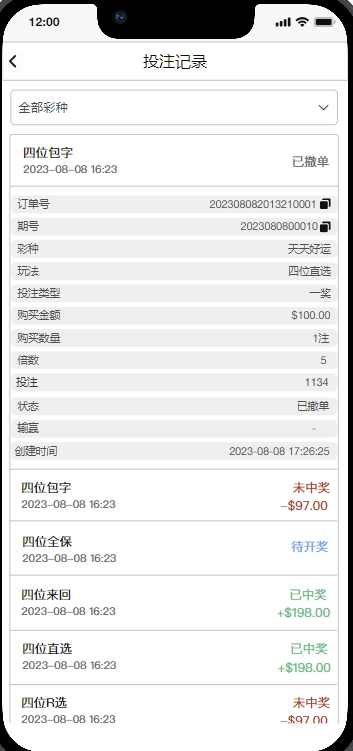 12:00
投注记录
全部彩种
四位包字
已撤单
2023-08-08 16:23
订单号 202308082013210001
期号 2023080800010
彩种 天天好运
玩法 四位直选
投注类型 一奖
购买金额 $100.00
购买数量 1注
倍数 5
投注 1134
状态 已撤单
输赢 -
创建时间 2023-08-08 17:26:25
四位包字 未中奖
2023-08-08 16:23 -$97.00
四位全保 待开奖
2023-08-08 16:23
四位来回 已中奖
2023-08-08 16:23 +$198.00
四位直选 已中奖
2023-08-08 16:23 +$198.00
四位R选 未中奖
2023-08-08 16:23 -$97.00